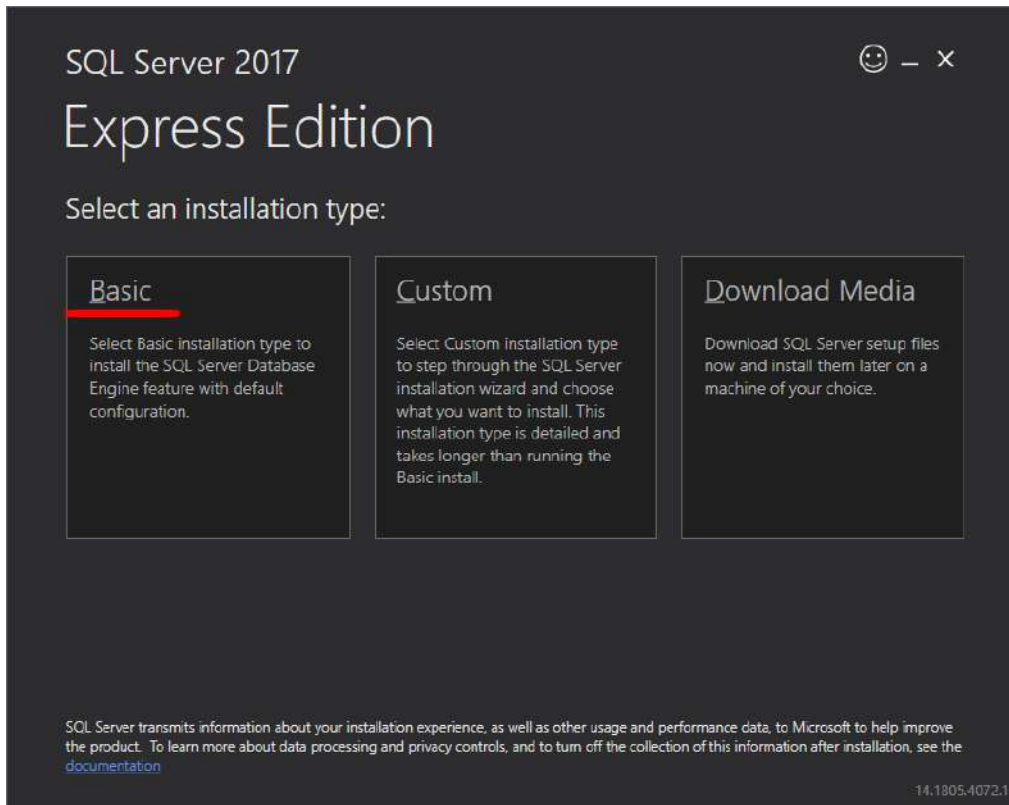 SQL Server 2017
Express Edition
Select an installation type:
Basic
Select Basic installation type to
install the SQL Server Database
Engine feature with default
configuration.
Custom
Select Custom installation type
to step through the SQL Server
installation wizard and choose
what you want to install. This
installation type is detailed and
takes longer than running the
Basic install.
Download Media
Download SQL Server setup files
now and install them later on a
machine of your choice.
SQL Server transmits information about your installation experience, as well as other usage and performance data, to Microsoft to help improve
the product. To learn more about data processing and privacy controls, and to turn off the collection of this information after installation, see the
documentation
14.1805.4072.1